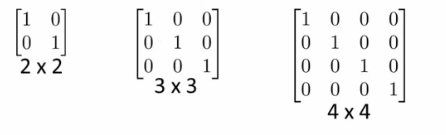 1 0
0 1
2 x 2
1 0 0
0 1 0
0 0 1
3 x 3
1 0 0 0
0 1 0 0
0 0 1 0
0 0 0 1
4 x 4